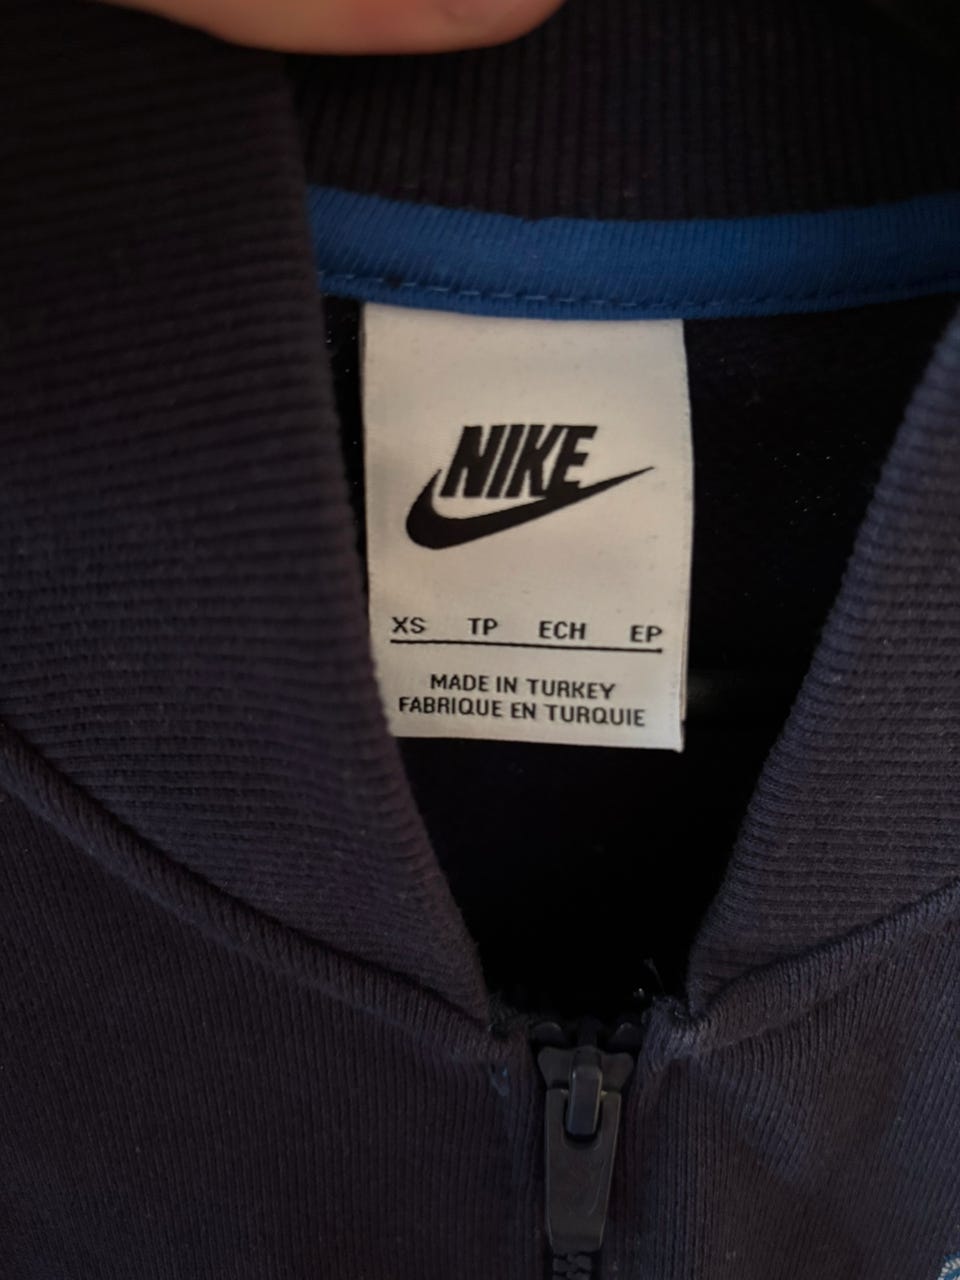 NIKE
XS TP ECH EP
MADE IN TURKEY
FABRIQUE EN TURQUIE